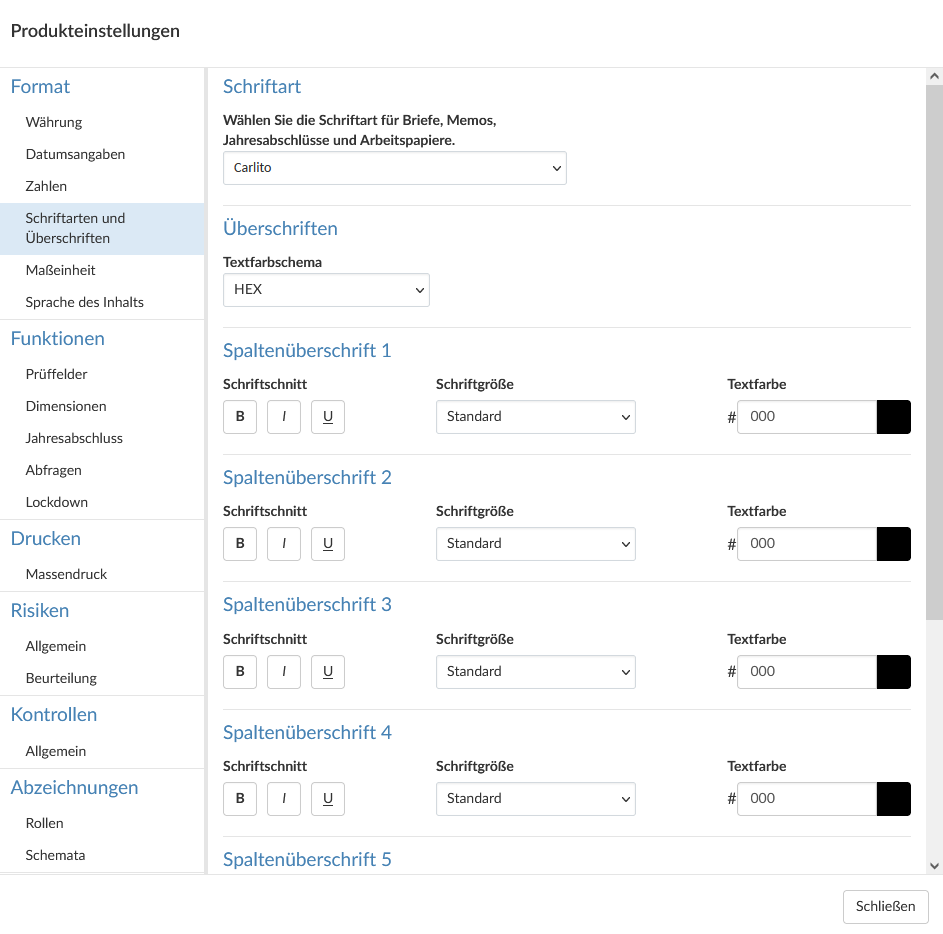 Produkteinstellungen
Format
Währung
Datumsangaben
Zahlen
Schriftarten und
Überschriften
Maßeinheit
Sprache des Inhalts
Funktionen
Prüffelder
Dimensionen
Jahresabschluss
Abfragen
Lockdown
Drucken
Massendruck
Risiken
Allgemein
Beurteilung
Kontrollen
Allgemein
Abzeichnungen
Rollen
Schemata
Schriftart
Wählen Sie die Schriftart für Briefe, Memos,
Jahresabschlüsse und Arbeitspapiere.
Carlito
Überschriften
Textfarbschema
HEX
Spaltenüberschrift 1
Schriftschnitt Schriftgröße Textfarbe
B I U Standard # 000
Spaltenüberschrift 2
Schriftschnitt Schriftgröße Textfarbe
B I U Standard # 000
Spaltenüberschrift 3
Schriftschnitt Schriftgröße Textfarbe
B I U Standard # 000
Spaltenüberschrift 4
Schriftschnitt Schriftgröße Textfarbe
B I U Standard # 000
Spaltenüberschrift 5
Schließen